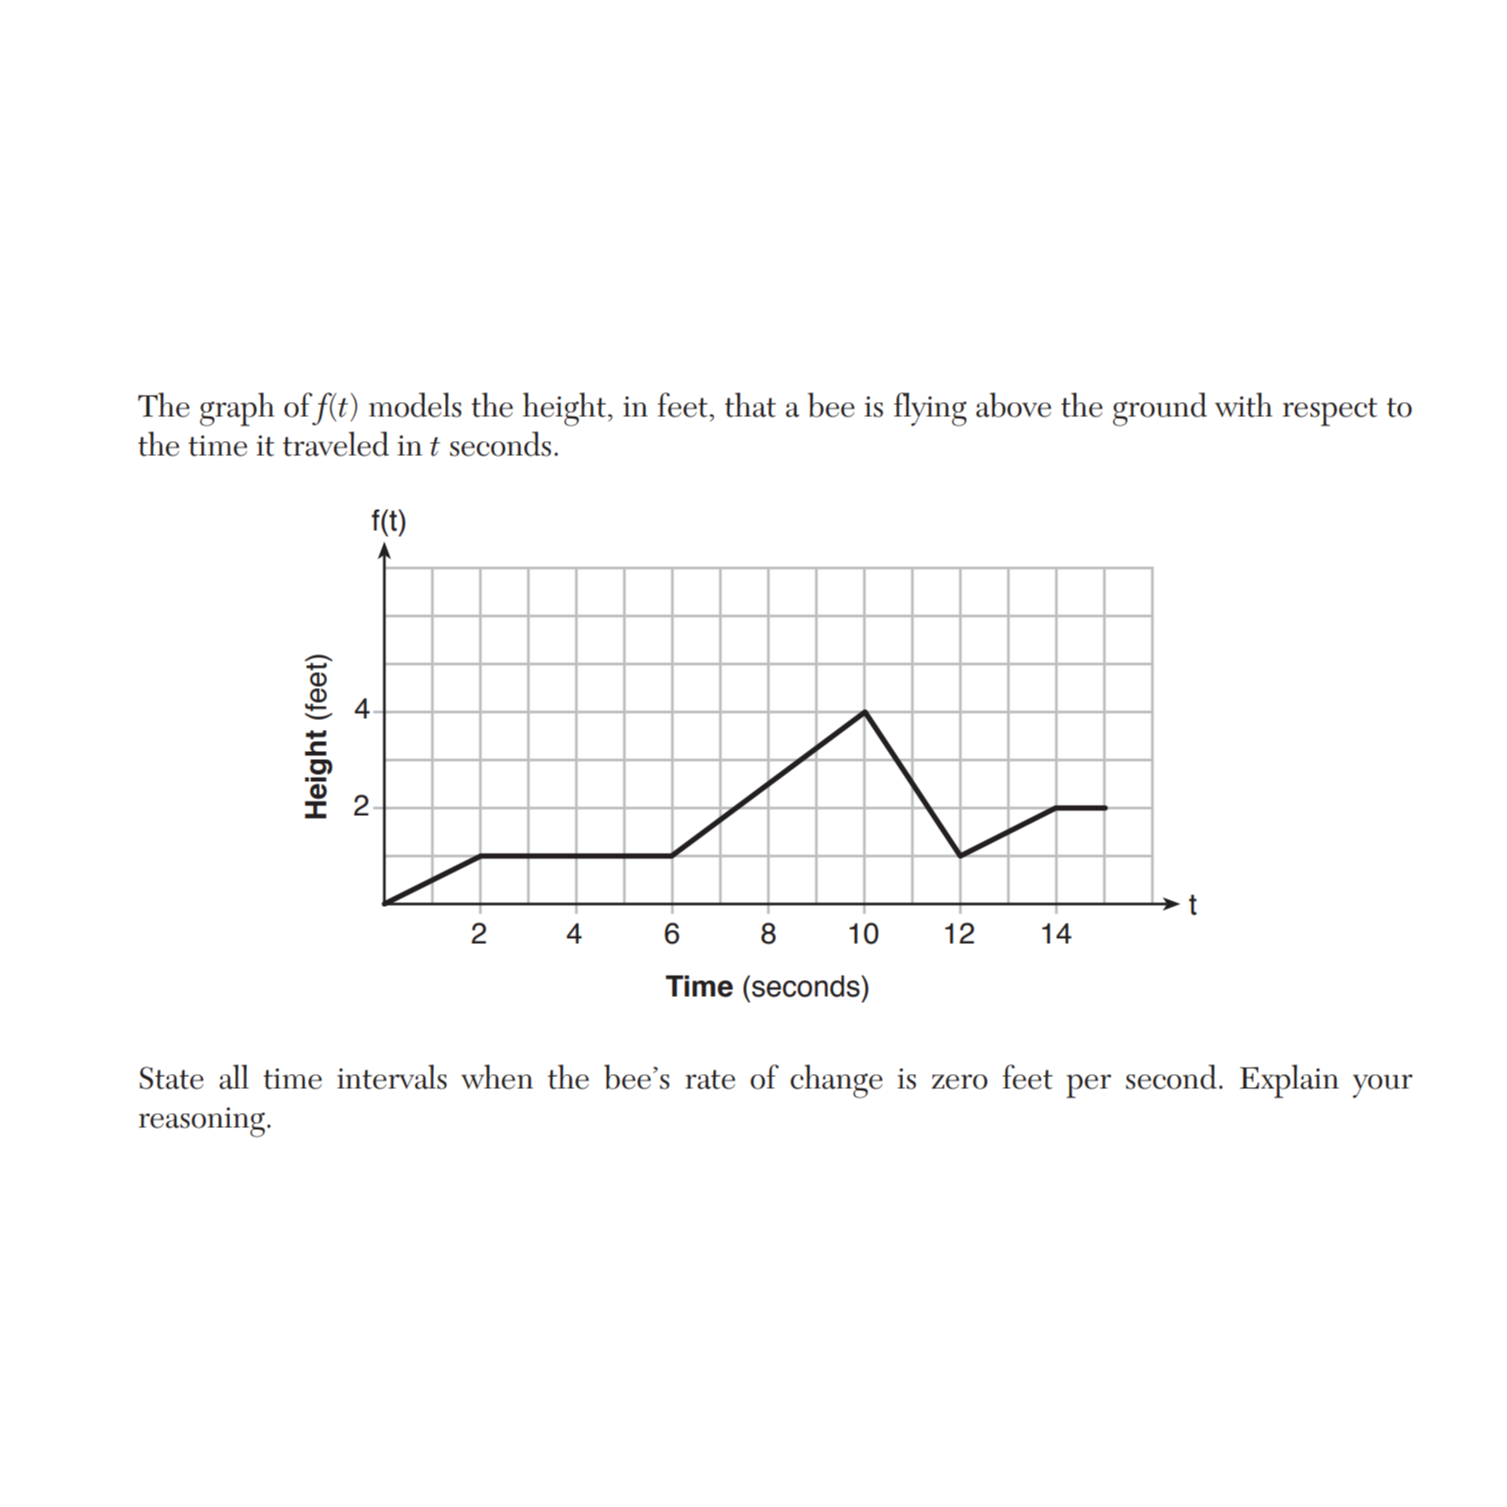 The graph of f(t) models the height, in feet, that a bee is flying above the ground with respect to
the time it traveled in t seconds.
f(t)
Height (feet)
4
2
t
2 4 6 8 10 12 14
Time (seconds)
State all time intervals when the bee’s rate of change is zero feet per second. Explain your
reasoning.